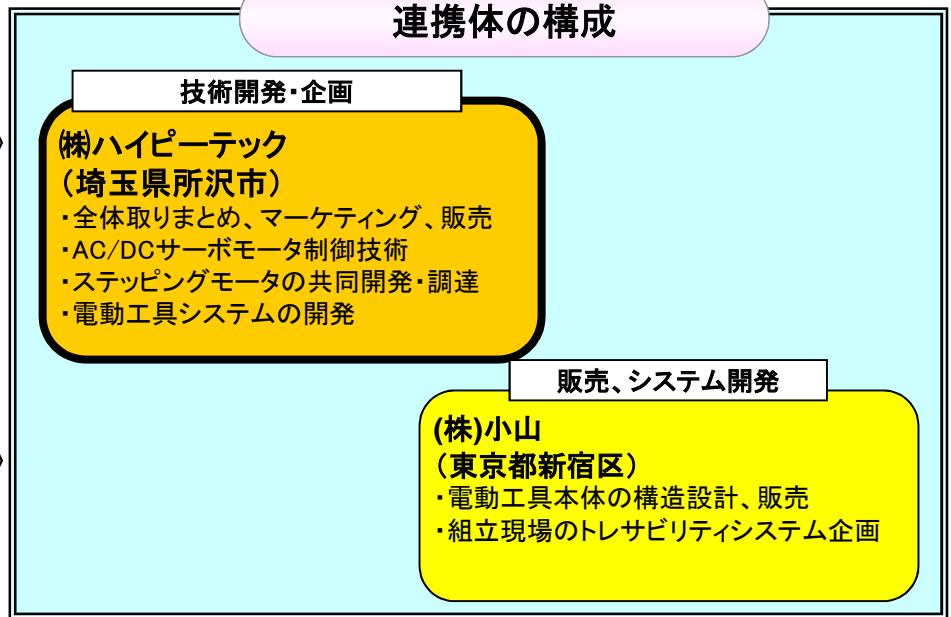 連携体の構成
技術開発・企画
㈱ハイピーテック
（埼玉県所沢市）
・全体取りまとめ、マーケティング、販売
・AC/DCサーボモータ制御技術
・ステッピングモータの共同開発・調達
・電動工具システムの開発
販売、システム開発
(株)小山
（東京都新宿区）
・電動工具本体の構造設計、販売
・組立現場のトレサビリティシステム企画